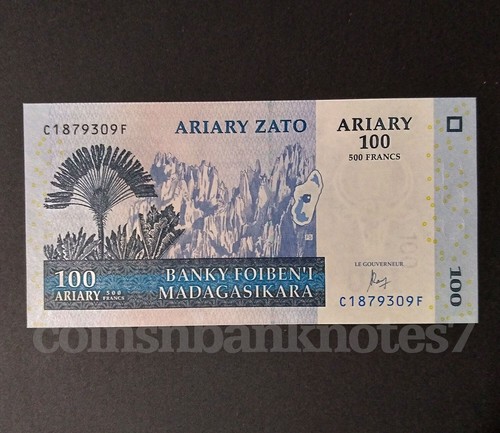 C1879309F
ARIARY ZATO
ARIARY
100
500 FRANCS
LE GOUVERNEUR
100
ARIARY 500 FRANCS
BANKY FOIBEN'I
MADAGASIKARA
C1879309F
100
coinsnbanknotes7